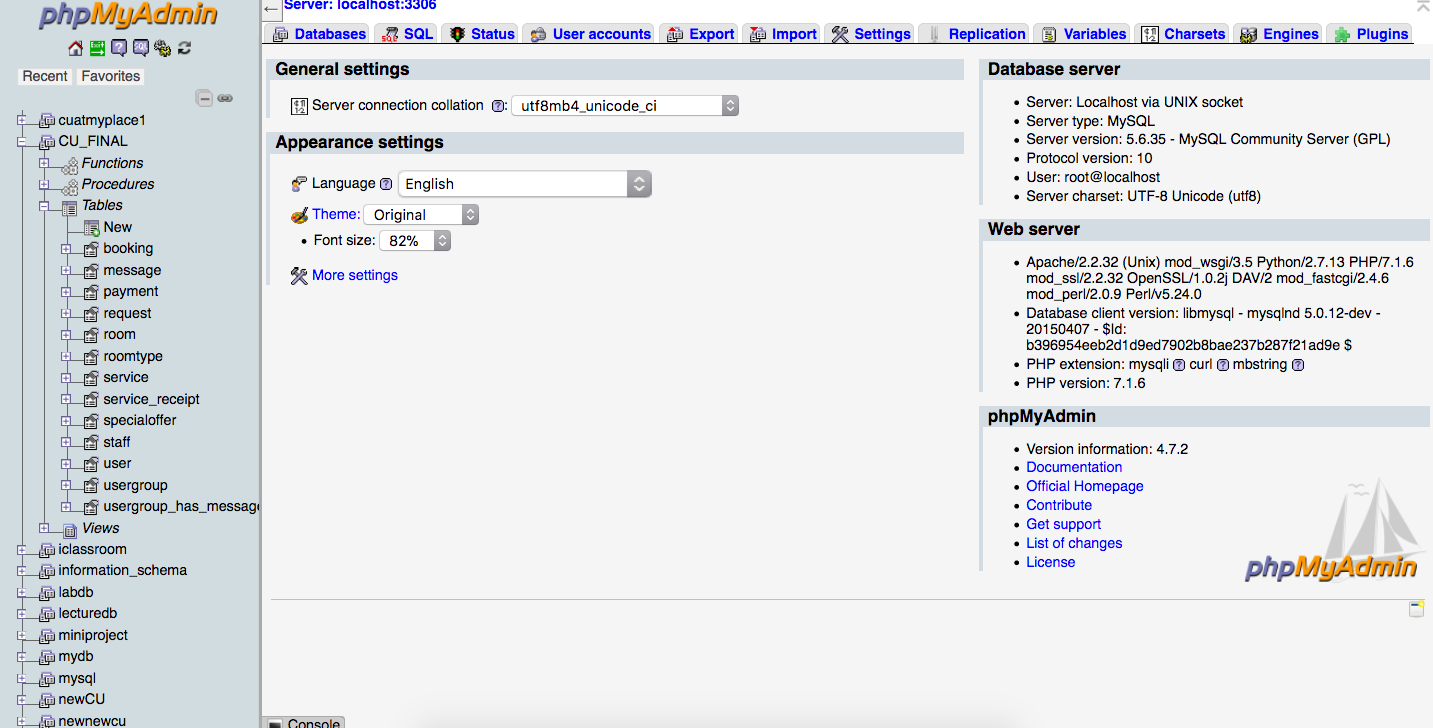 phpMyAdmin
Recent Favorites
cuatmyplace1
CU_FINAL
Functions
Procedures
Tables
New
booking
message
payment
request
room
roomtype
service
service_receipt
specialoffer
staff
user
usergroup
usergroup_has_message
Views
iclassroom
information_schema
labdb
lecturedb
miniproject
mydb
mysql
newCU
newnewcu
Server: localhost:3306
Databases SQL Status User accounts Export Import Settings Replication Variables Charsets Engines Plugins
General settings
Server connection collation : utf8mb4_unicode_ci
Appearance settings
Language English
Theme: Original
• Font size: 82%
More settings
Database server
• Server: Localhost via UNIX socket
• Server type: MySQL
• Server version: 5.6.35 - MySQL Community Server (GPL)
• Protocol version: 10
• User: root@localhost
• Server charset: UTF-8 Unicode (utf8)
Web server
• Apache/2.2.32 (Unix) mod_wsgi/3.5 Python/2.7.13 PHP/7.1.6
mod_ssl/2.2.32 OpenSSL/1.0.2j DAV/2 mod_fastcgi/2.4.6
mod_perl/2.0.9 Perl/v5.24.0
• Database client version: libmysql - mysqlnd 5.0.12-dev -
20150407 - $Id:
b396954eeb2d1d9ed7902b8bae237b287f21ad9e $
• PHP extension: mysqli curl mbstring
• PHP version: 7.1.6
phpMyAdmin
• Version information: 4.7.2
• Documentation
• Official Homepage
• Contribute
• Get support
• List of changes
• License
phpMyAdmin
Console